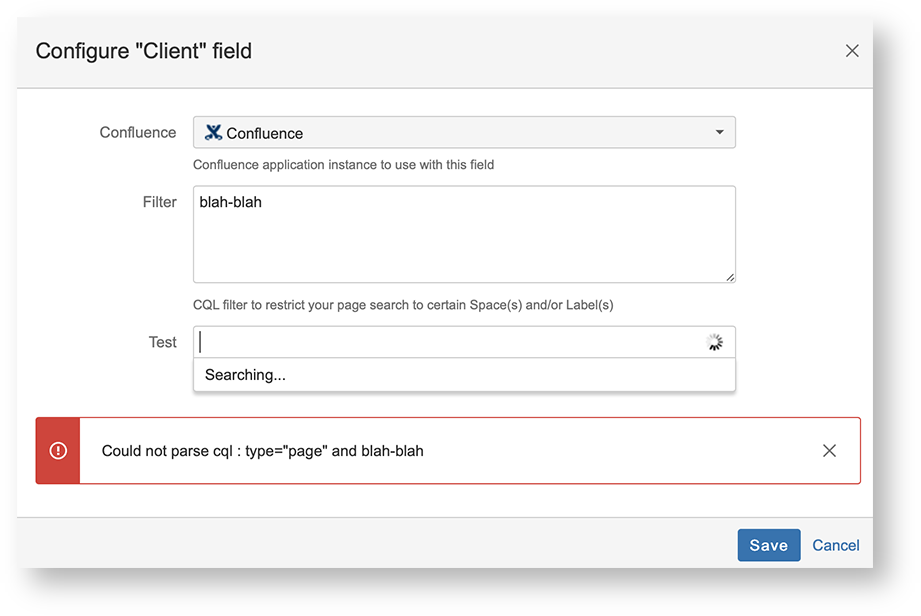 Configure "Client" field
Confluence
Confluence
Confluence application instance to use with this field
Filter
blah-blah
CQL filter to restrict your page search to certain Space(s) and/or Label(s)
Test
Searching...
Could not parse cql : type="page" and blah-blah
Save
Cancel